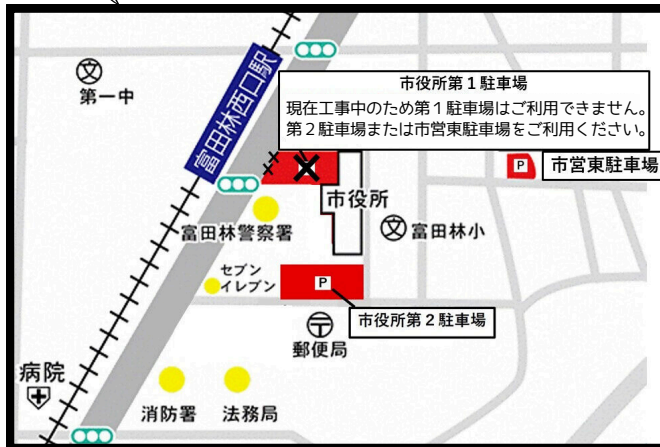 市役所第1駐車場
現在工事中のため第1駐車場はご利用できません。
第2駐車場または市営東駐車場をご利用ください。
文
第一中
富田林西口駅
P
P
市営東駐車場
市役所
富田林警察署
文
富田林小
セブン
イレブン
P
市役所第2駐車場
〒
郵便局
病院
消防署
法務局